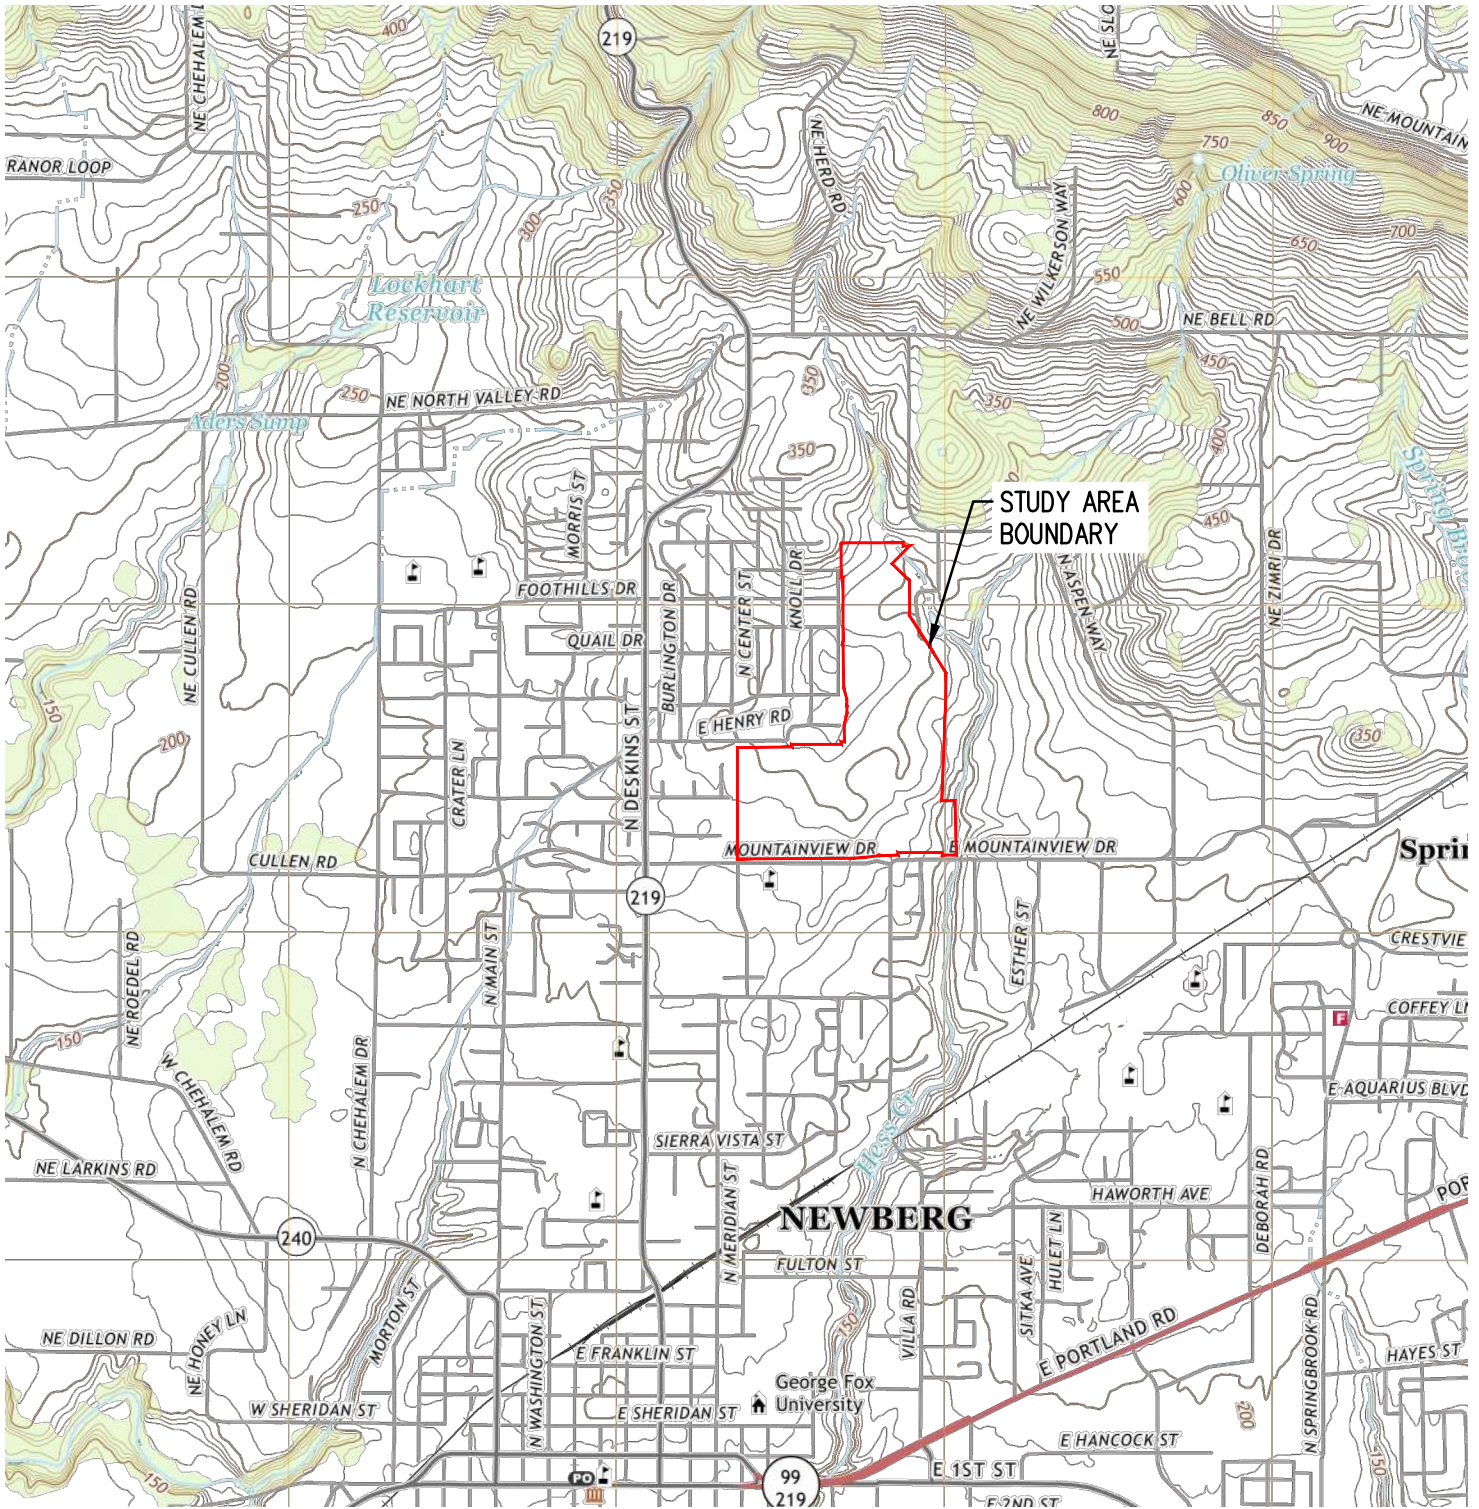 219
400
NE CHEHALEM
NE SLO
NE MOUNTAIN
800
850
900
750
RANOR LOOP
NE HERD RD
Oliver Spring
600
250
350
300
NE WILKERSON WAY
650
700
550
Lockhart
Reservoir
500
NE BELL RD
450
200
250
NE NORTH VALLEY RD
350
350
400
Aders Sump
350
Spring Bro
MORRIS ST
STUDY AREA
BOUNDARY
450
NE CULLEN RD
FOOTHILLS DR
QUAIL DR
BURLINGTON DR
N CENTER ST
KNOLL DR
N ASPEN WAY
NE ZIMRI DR
150
200
N DESKINS ST
E HENRY RD
350
CRATER LN
CULLEN RD
MOUNTAINVIEW DR
E MOUNTAINVIEW DR
Sprin
219
NE ROEDEL RD
N MAIN ST
ESTHER ST
CRESTVIE
150
COFFEY LN
F
W CHEHALEM RD
N CHEHALEM DR
E AQUARIUS BLVD
Hess Cr
SIERRA VISTA ST
NE LARKINS RD
N MERIDIAN ST
HAWORTH AVE
DEBORAH RD
POR
240
NEWBERG
FULTON ST
SITKA AVE
HULET LN
MORTON ST
NE HONEY LN
NE DILLON RD
N WASHINGTON ST
150
VILLA RD
E PORTLAND RD
N SPRINGBROOK RD
E FRANKLIN ST
HAYES ST
George Fox
University
W SHERIDAN ST
E SHERIDAN ST
200
E HANCOCK ST
150
150
PO
99
219
E 1ST ST
E 2ND ST